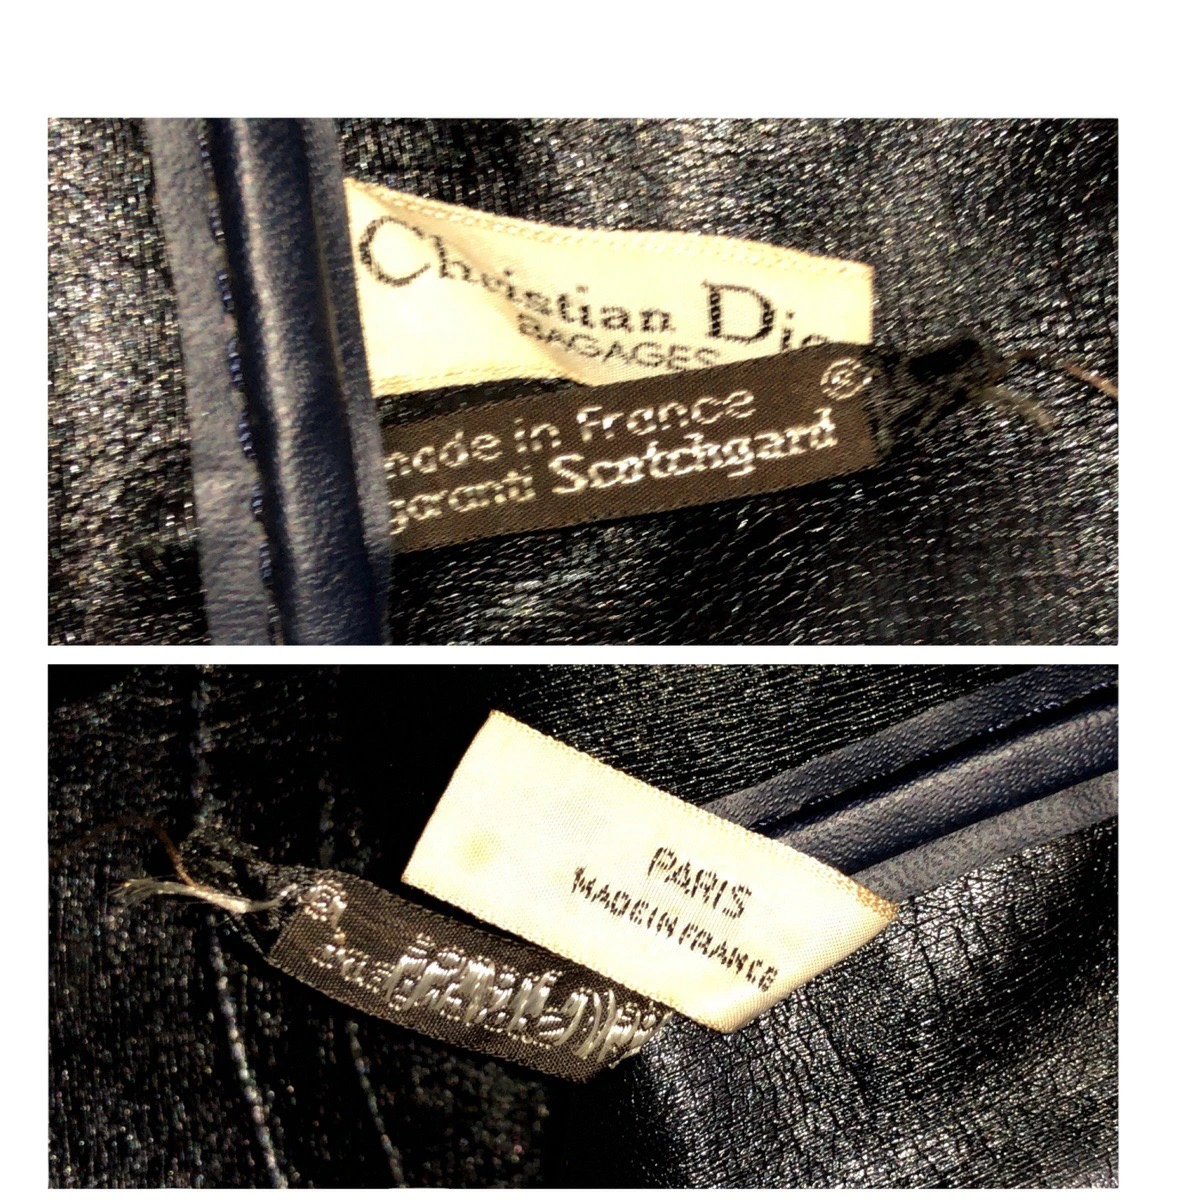 Christian Dio
BAGAGES
made in France ®
garanti Scotchgard
PARIS
MADE IN FRANCE